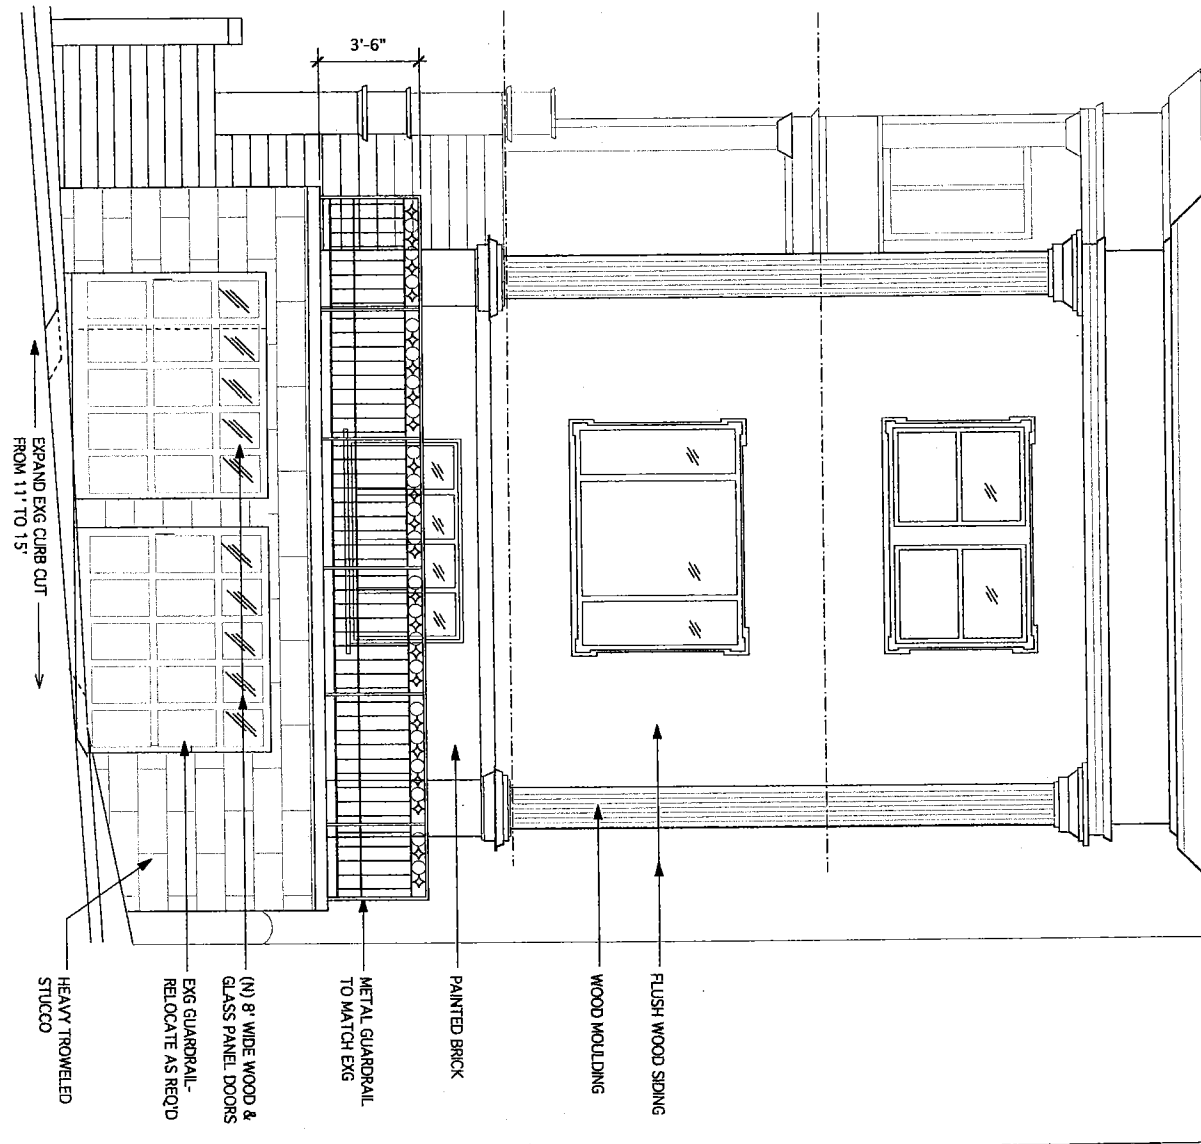 3'-6"
FLUSH WOOD SIDING
WOOD MOULDING
PAINTED BRICK
METAL GUARDRAIL
TO MATCH EXG
(N) 8' WIDE WOOD &
GLASS PANEL DOORS
EXG GUARDRAIL-
RELOCATE AS REQ'D
HEAVY TROWELED
STUCCO
EXPAND EXG CURB CUT
FROM 11' TO 15'